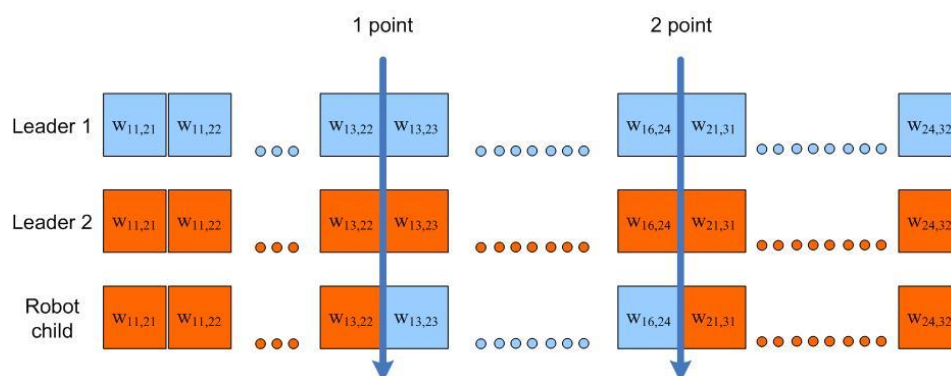 1 point 2 point
Leader 1 W11,21 W11,22 W13,22 W13,23 W16,24 W21,31 W24,32
Leader 2 W11,21 W11,22 W13,22 W13,23 W16,24 W21,31 W24,32
Robot
child W11,21 W11,22 W13,22 W13,23 W16,24 W21,31 W24,32